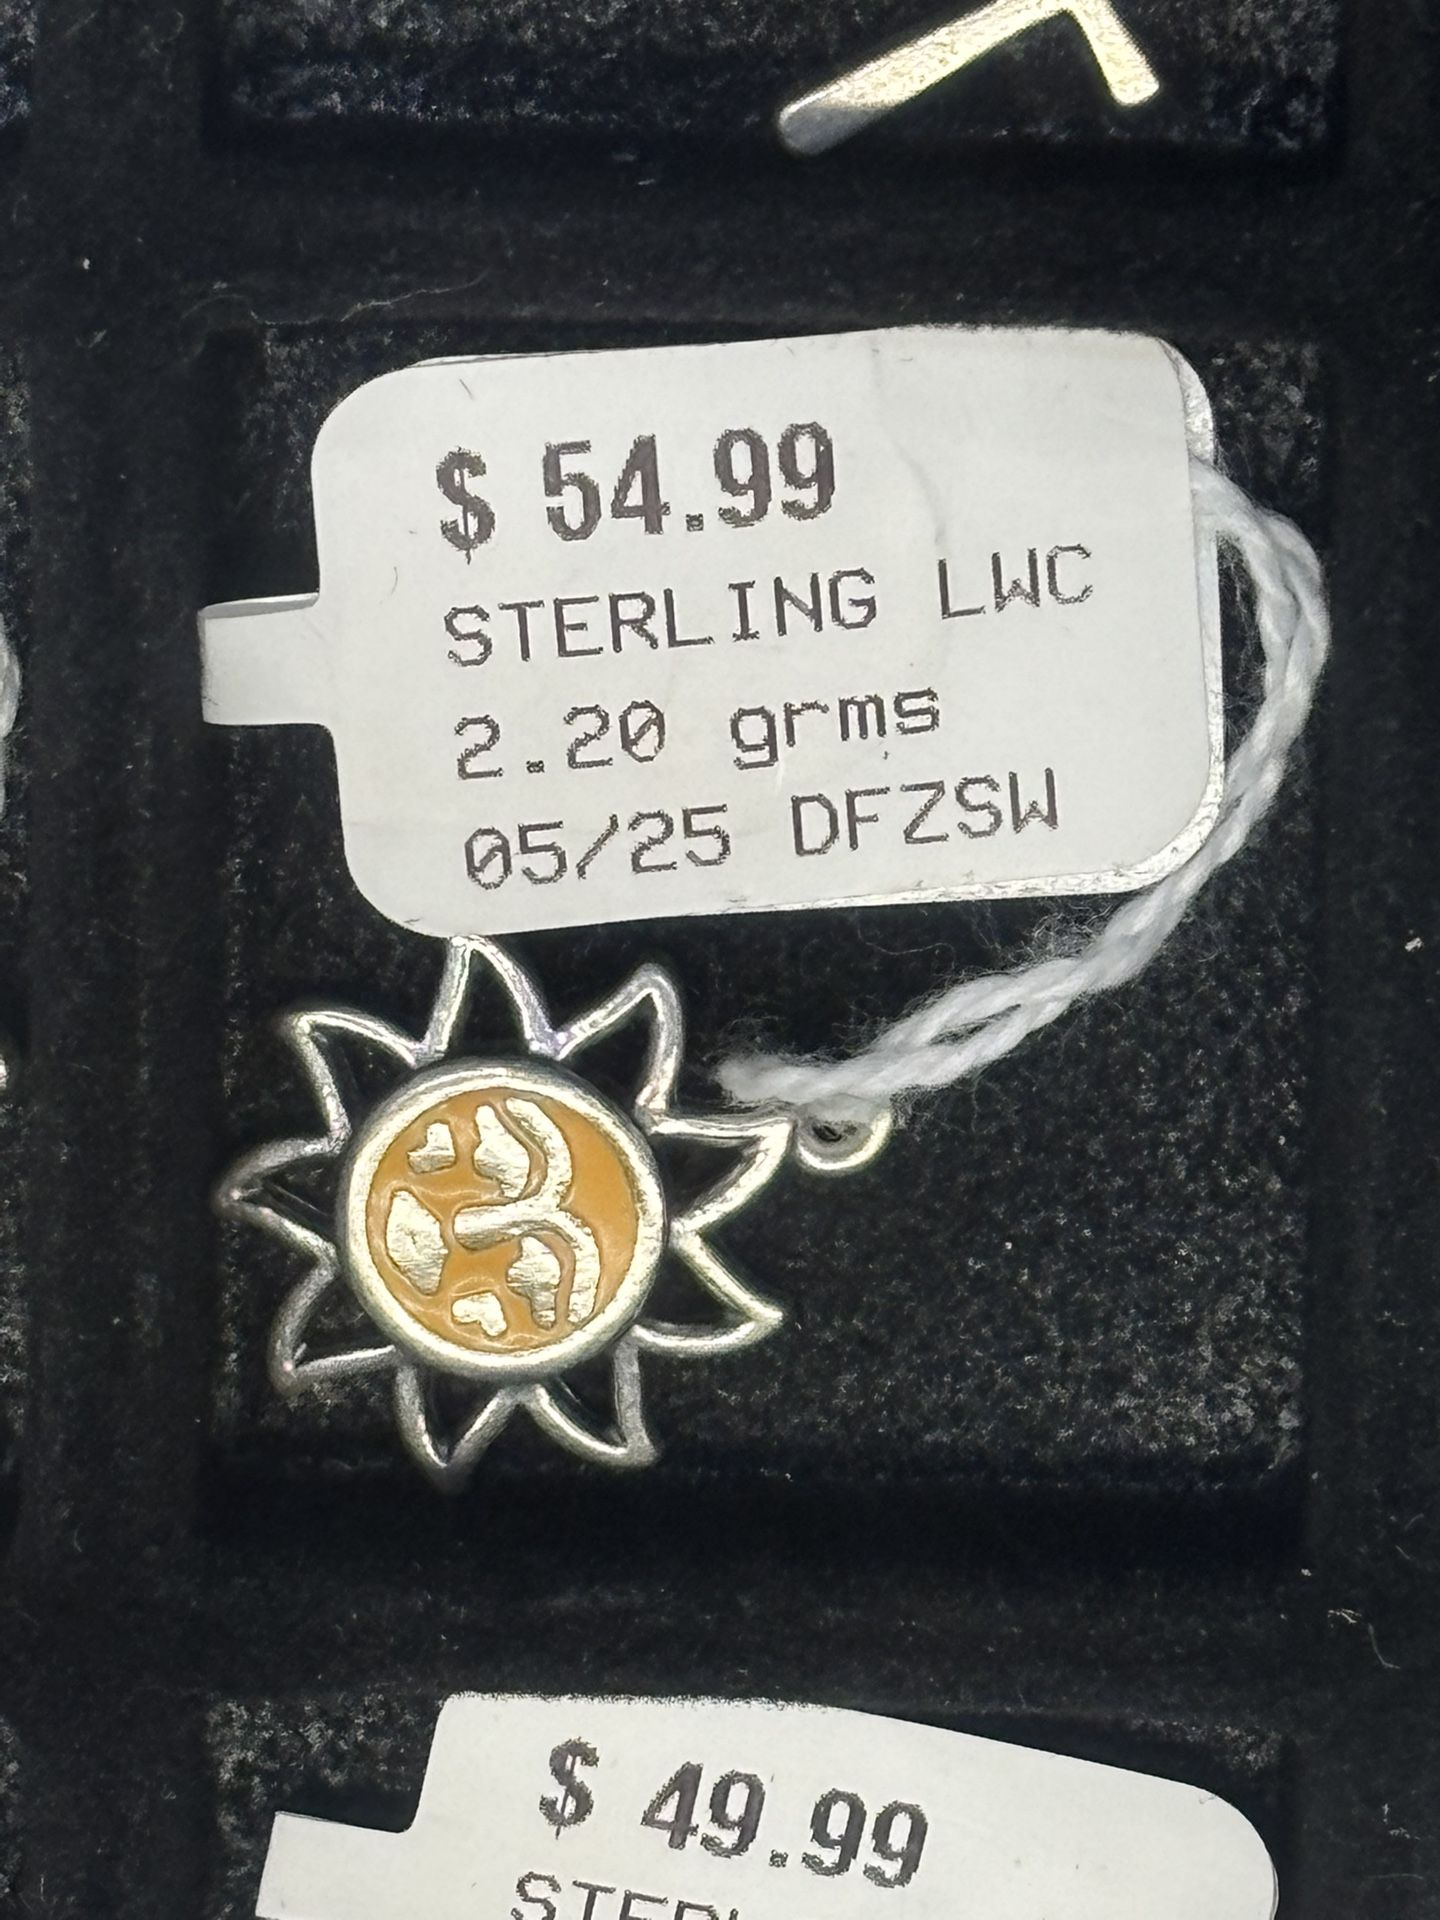 $ 54.99
STERLING LWC
2.20 grms
05/25 DFZSW
$ 49.99